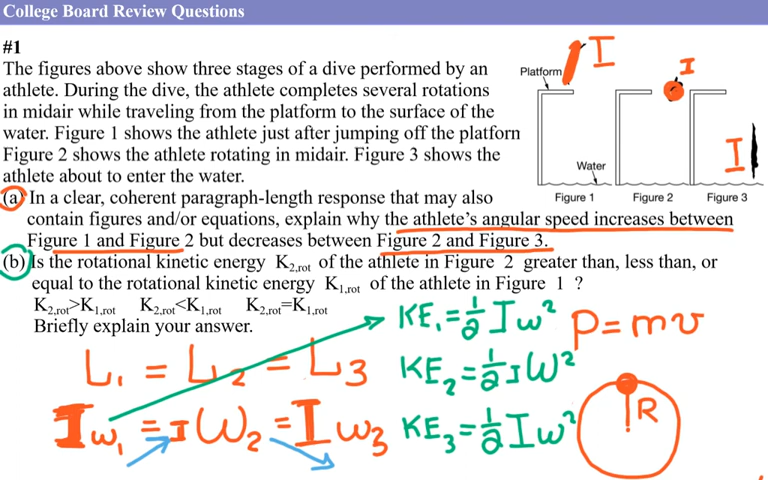 College Board Review Questions
#1
The figures above show three stages of a dive performed by an
athlete. During the dive, the athlete completes several rotations
in midair while traveling from the platform to the surface of the
water. Figure 1 shows the athlete just after jumping off the platforn
Figure 2 shows the athlete rotating in midair. Figure 3 shows the
athlete about to enter the water.
Platform I I I
Water
Figure 1 Figure 2 Figure 3
(a) In a clear, coherent paragraph-length response that may also
contain figures and/or equations, explain why the athlete's angular speed increases between
Figure 1 and Figure 2 but decreases between Figure 2 and Figure 3.
(b) Is the rotational kinetic energy K2,rot of the athlete in Figure 2 greater than, less than, or
equal to the rotational kinetic energy K1,rot of the athlete in Figure 1 ?
K2,rot>K1,rot K2,rot<K1,rot K2,rot=K1,rot
Briefly explain your answer.
KE₁=½Iω² P=mv
L₁ = L₂ = L₃ KE₂=½Iω²
Iω₁ = Iω₂ = Iω₃ KE₃=½Iω² R